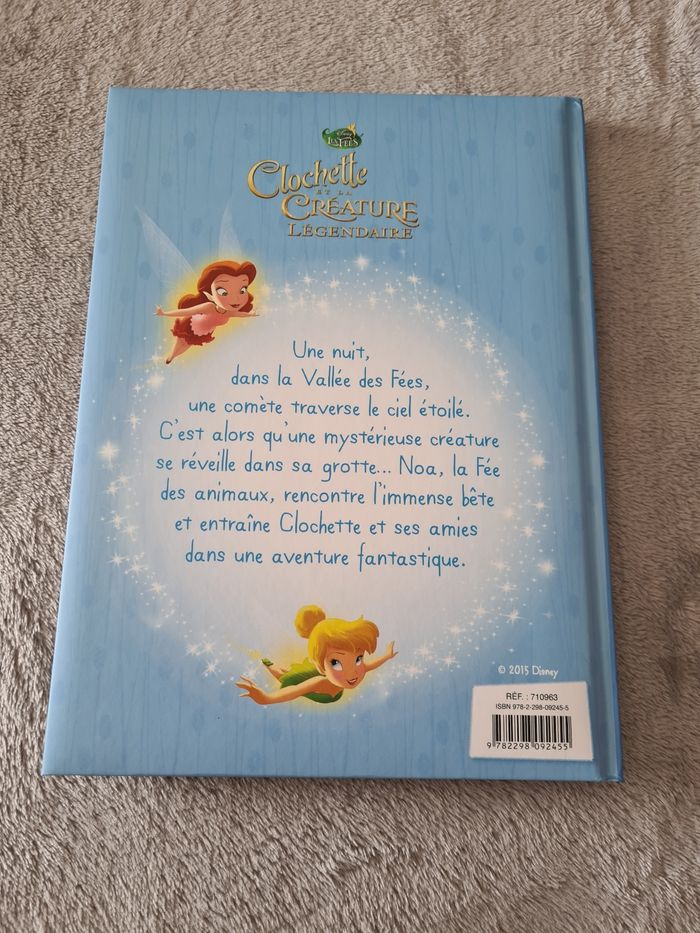 Disney
LES FÉES
Clochette
ET LA
CRÉATURE
LÉGENDAIRE
Une nuit,
dans la Vallée des Fées,
une comète traverse le ciel étoilé.
C'est alors qu'une mystérieuse créature
se réveille dans sa grotte... Noa, la Fée
des animaux, rencontre l'immense bête
et entraîne Clochette et ses amies
dans une aventure fantastique.
© 2015 Disney
RÉF. : 710963
ISBN 978-2-298-09245-5
9 782298 092455